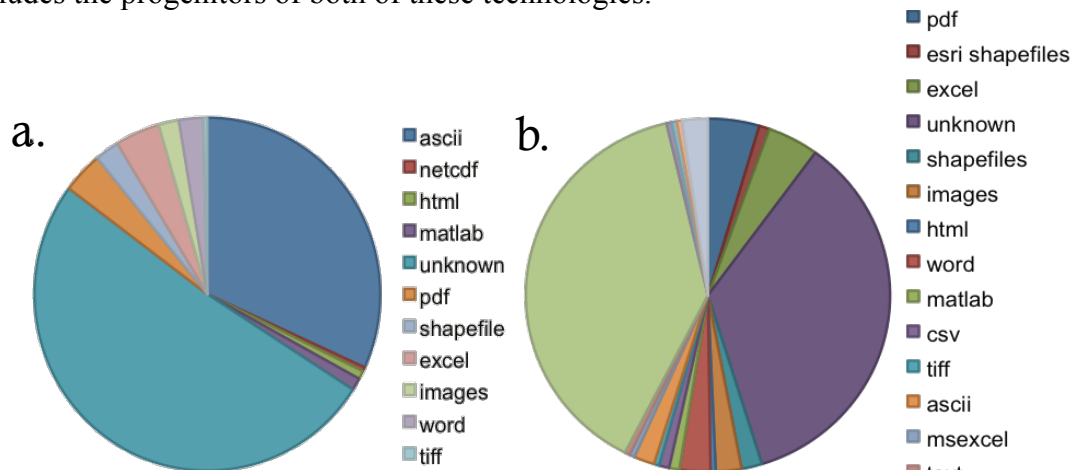 udes the progenitors of both of these technologies.
a.
ascii
netcdf
html
matlab
unknown
pdf
shapefile
excel
images
word
tiff
b.
pdf
esri shapefiles
excel
unknown
shapefiles
images
html
word
matlab
csv
tiff
ascii
msexcel